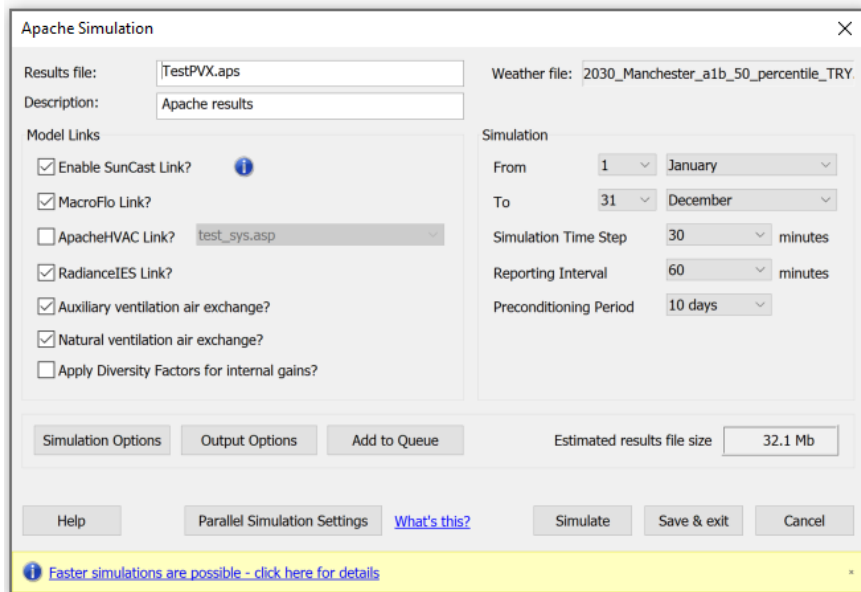 Apache Simulation
Results file: TestPVX.aps
Weather file: 2030_Manchester_a1b_50_percentile_TRY.
Description: Apache results
Model Links
Enable SunCast Link?
MacroFlo Link?
ApacheHVAC Link? test_sys.asp
RadianceIES Link?
Auxiliary ventilation air exchange?
Natural ventilation air exchange?
Apply Diversity Factors for internal gains?
Simulation
From 1 January
To 31 December
Simulation Time Step 30 minutes
Reporting Interval 60 minutes
Preconditioning Period 10 days
Simulation Options Output Options Add to Queue Estimated results file size 32.1 Mb
Help Parallel Simulation Settings What's this? Simulate Save & exit Cancel
Faster simulations are possible - click here for details